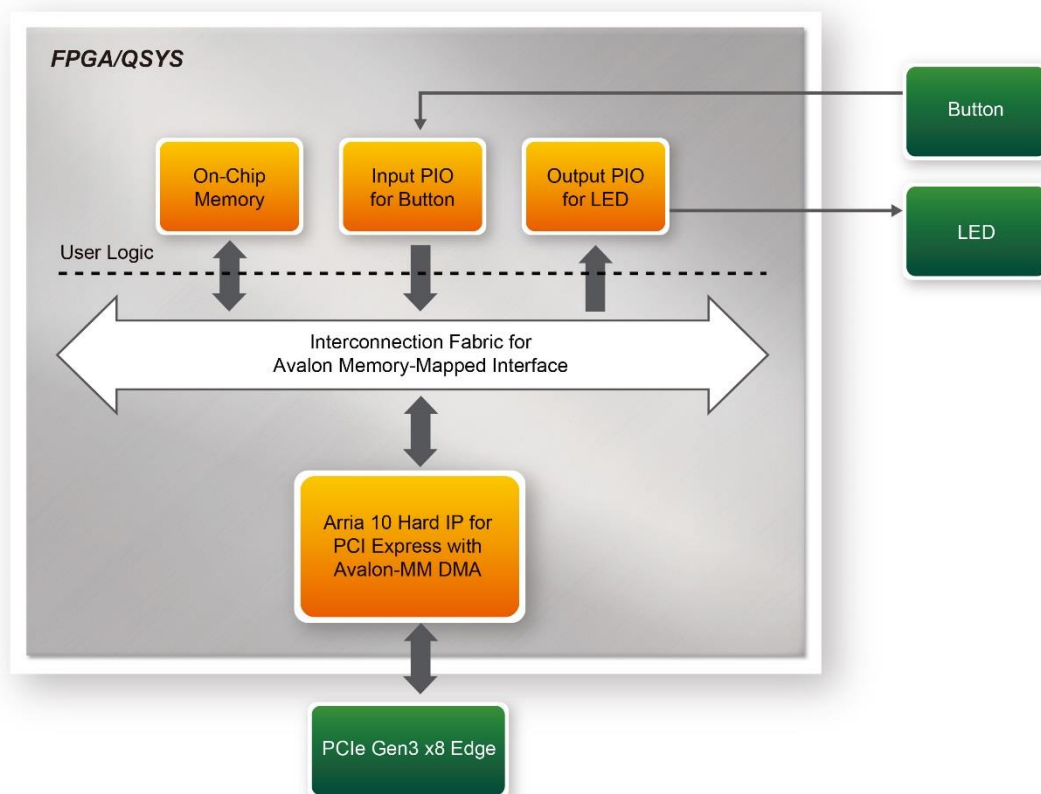 FPGA/QSYS
Button
On-Chip
Memory
Input PIO
for Button
Output PIO
for LED
LED
User Logic
Interconnection Fabric for
Avalon Memory-Mapped Interface
Arria 10 Hard IP for
PCI Express with
Avalon-MM DMA
PCIe Gen3 x8 Edge